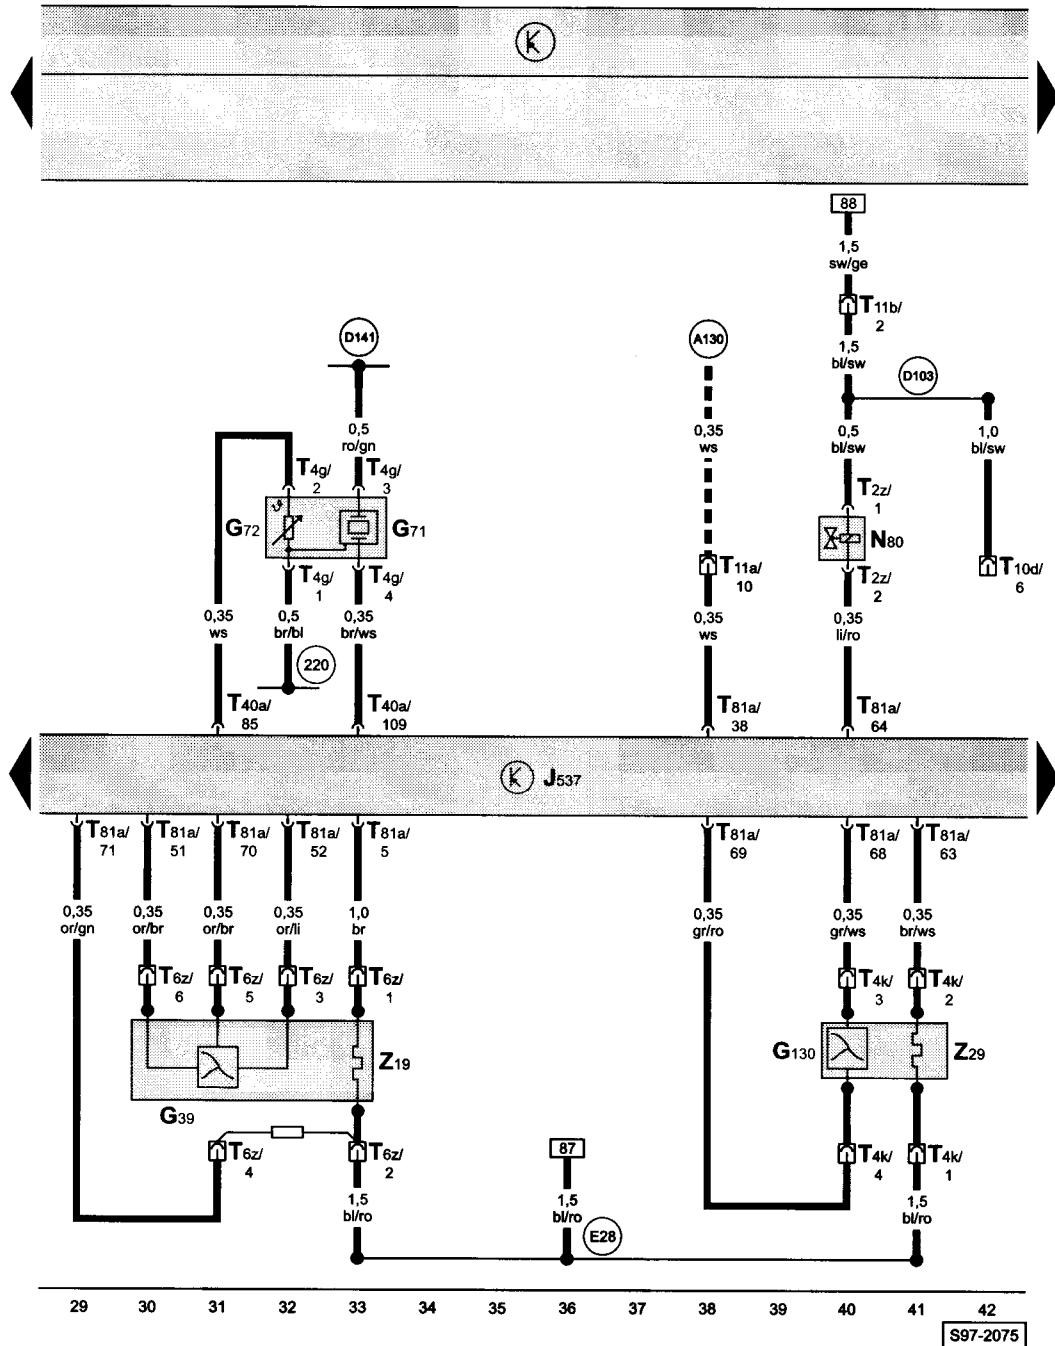 88
1,5
sw/ge
T11b/
2
D141
A130
1,5
bl/sw
D103
0,5
ro/gn
0,35
ws
0,5
bl/sw
1,0
bl/sw
T4g/
2
T4g/
3
T2z/
1
G72
G71
N80
T4g/
1
T4g/
4
T11a/
10
T2z/
2
T10d/
6
0,35
ws
0,5
br/bl
0,35
br/ws
0,35
ws
0,35
li/ro
220
T40a/
85
T40a/
109
T81a/
38
T81a/
64
J537
T81a/
71
T81a/
51
T81a/
70
T81a/
52
T81a/
5
T81a/
69
T81a/
68
T81a/
63
0,35
or/gn
0,35
or/br
0,35
or/br
0,35
or/li
1,0
br
0,35
gr/ro
0,35
gr/ws
0,35
br/ws
T6z/
6
T6z/
5
T6z/
3
T6z/
1
T4k/
3
T4k/
2
Z19
G130
Z29
G39
T6z/
4
T6z/
2
87
T4k/
4
T4k/
1
1,5
bl/ro
1,5
bl/ro
E28
1,5
bl/ro
29 30 31 32 33 34 35 36 37 38 39 40 41 42
S97-2075